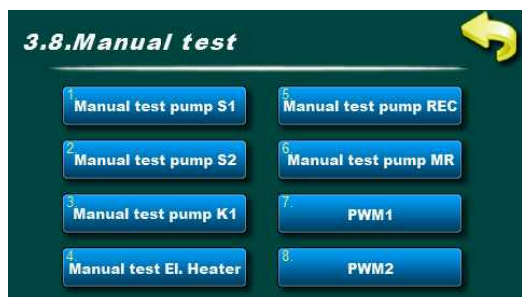 3.8.Manual test
1
Manual test pump S1
2.
Manual test pump S2
3
Manual test pump K1
4
Manual test El. Heater
5.
Manual test pump REC
6
Manual test pump MR
7.
PWM1
8.
PWM2